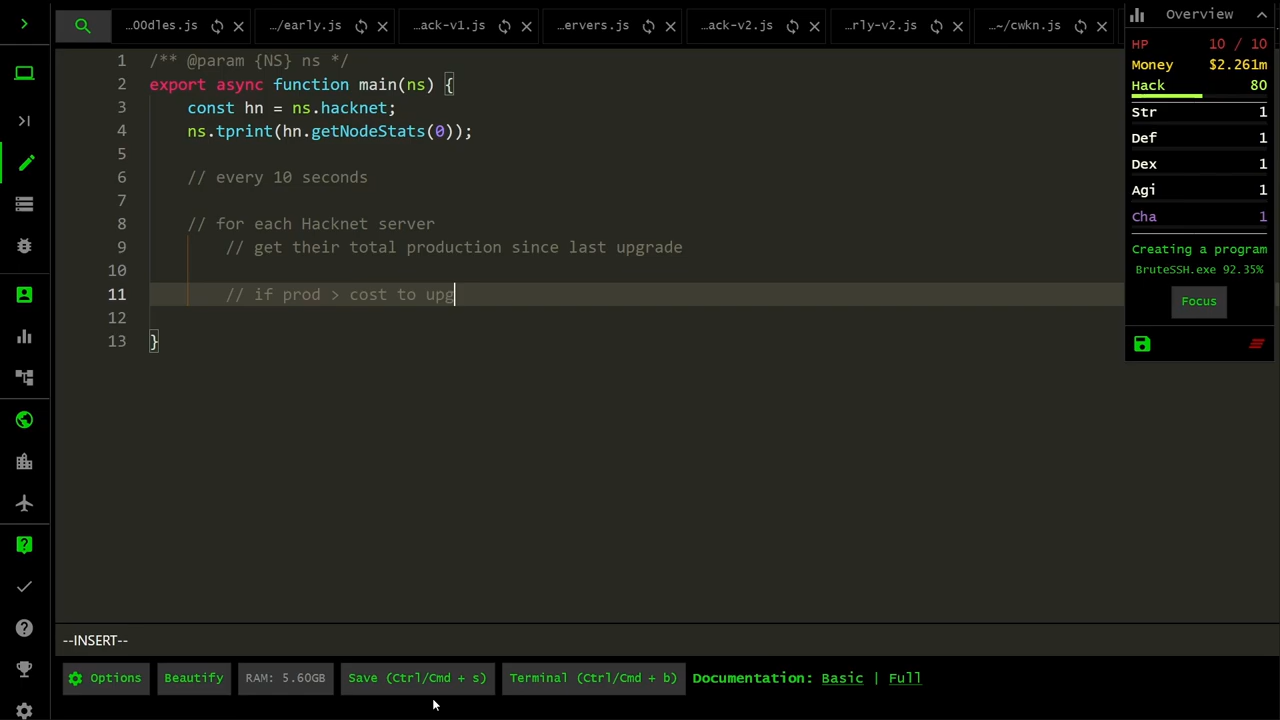 …00dles.js
…/early.js
…ack-v1.js
…ervers.js
…ack-v2.js
…rly-v2.js
…~/cwkn.js
Overview
HP 10 / 10
Money $2.261m
Hack 80
Str 1
Def 1
Dex 1
Agi 1
Cha 1
Creating a program
BruteSSH.exe 92.35%
Focus
1 /** @param {NS} ns */
2 export async function main(ns) {
3 const hn = ns.hacknet;
4 ns.tprint(hn.getNodeStats(0));
5
6 // every 10 seconds
7
8 // for each Hacknet server
9 // get their total production since last upgrade
10
11 // if prod > cost to upg
12
13 }
--INSERT--
Options
Beautify
RAM: 5.60GB
Save (Ctrl/Cmd + s)
Terminal (Ctrl/Cmd + b)
Documentation: Basic | Full